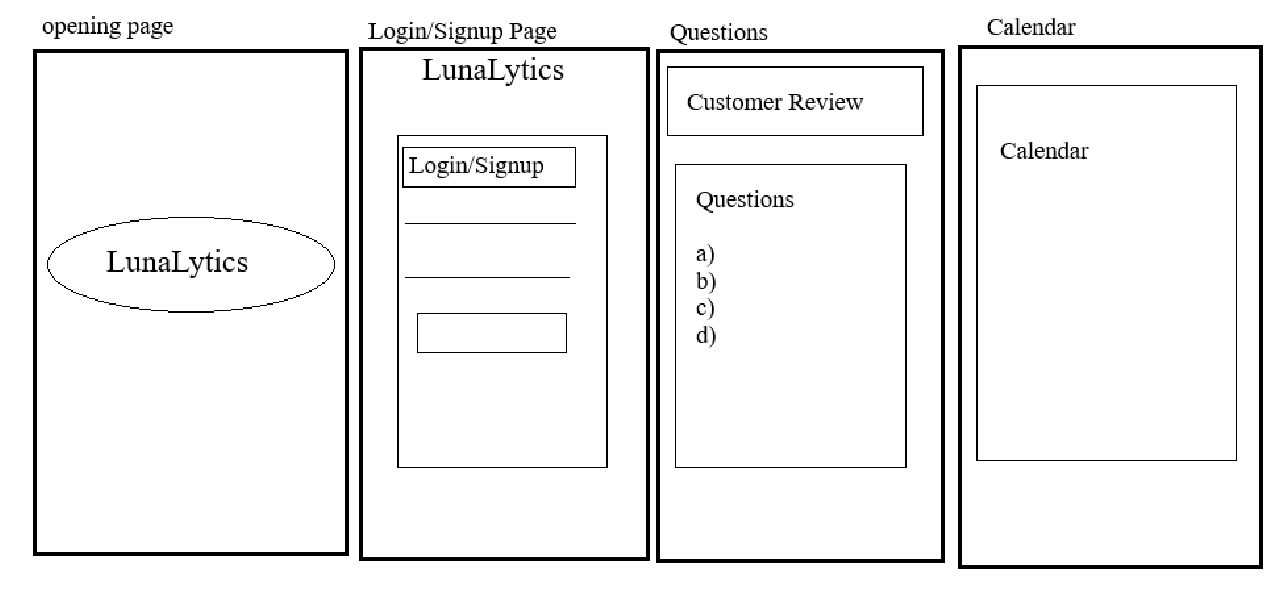 opening page
LunaLytics
Login/Signup Page
LunaLytics
Login/Signup
Questions
Customer Review
Questions
a)
b)
c)
d)
Calendar
Calendar